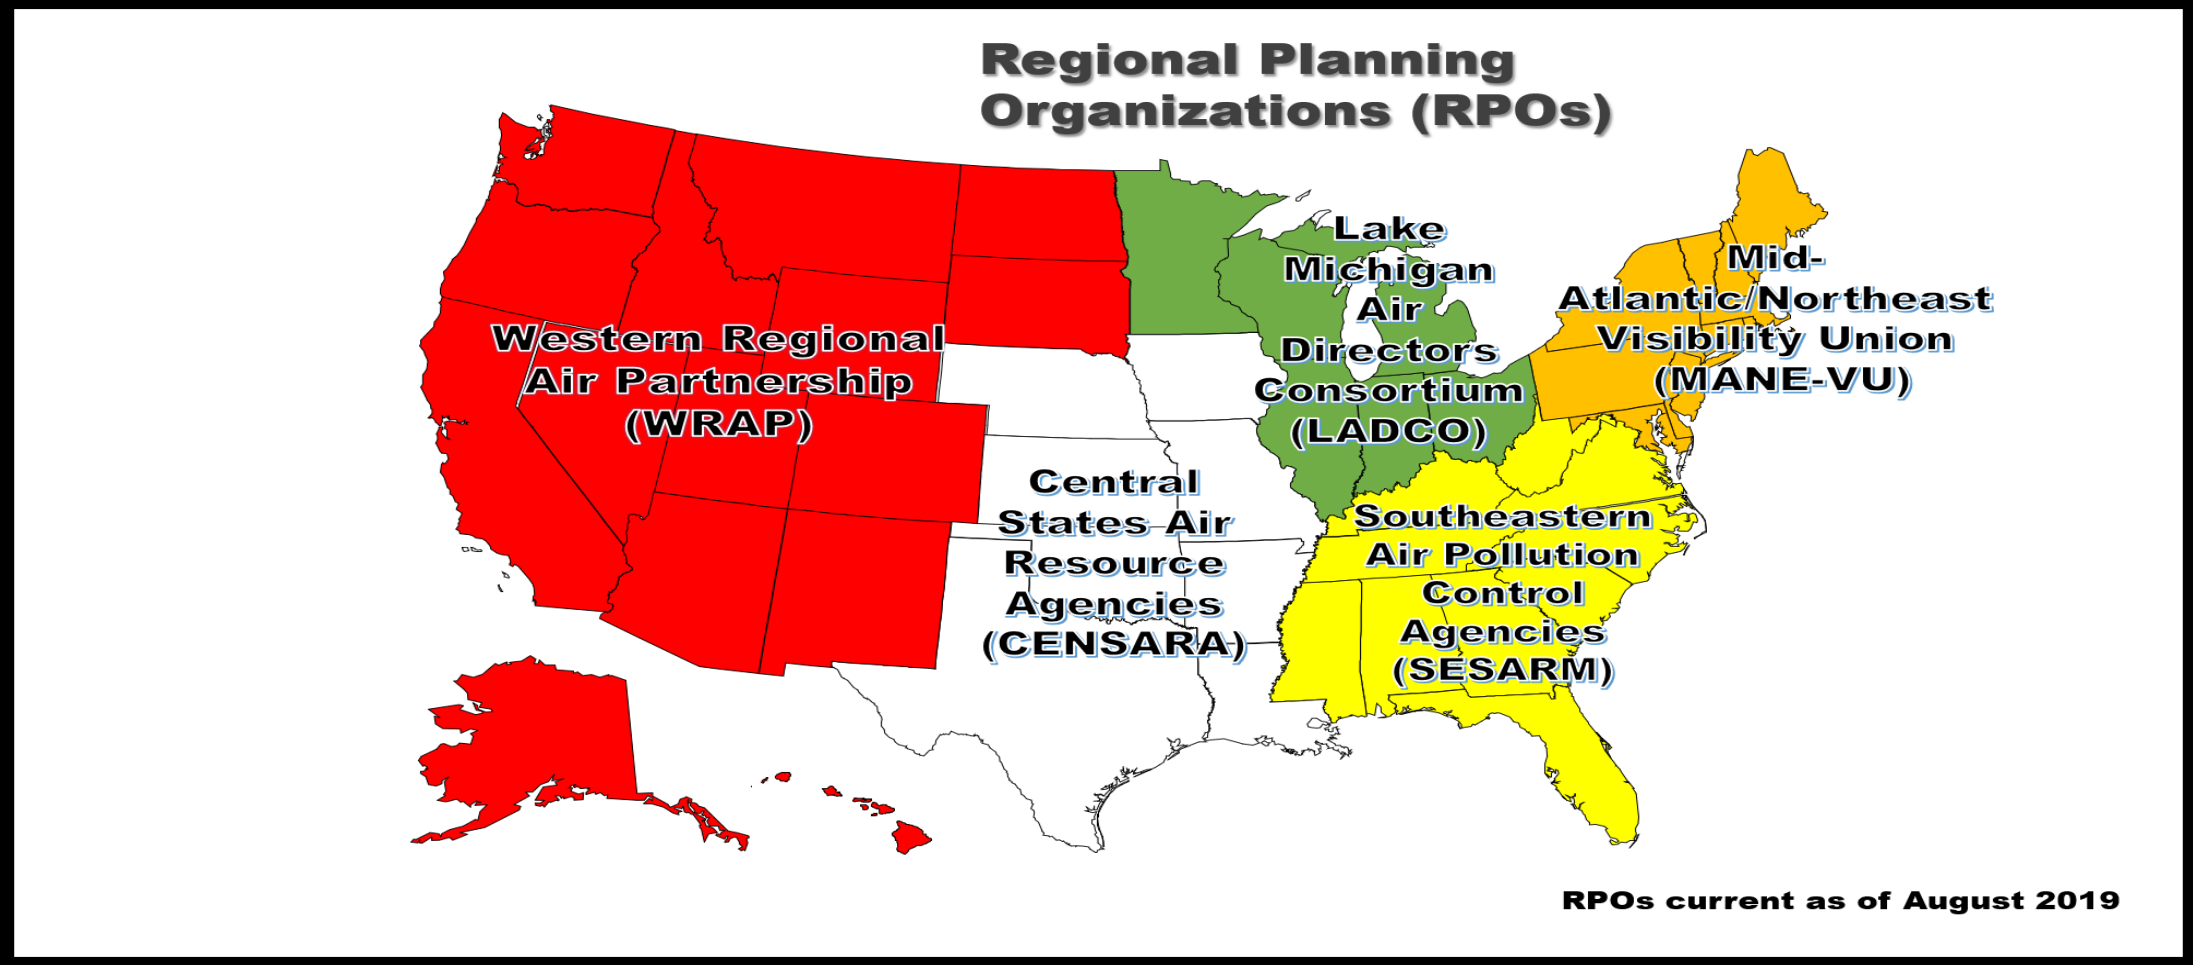 Regional Planning
Organizations (RPOs)
Western Regional
Air Partnership
(WRAP)
Central
States Air
Resource
Agencies
(CENSARA)
Lake
Michigan
Air
Directors
Consortium
(LADCO)
Mid-
Atlantic/Northeast
Visibility Union
(MANE-VU)
Southeastern
Air Pollution
Control
Agencies
(SESARM)
RPOs current as of August 2019